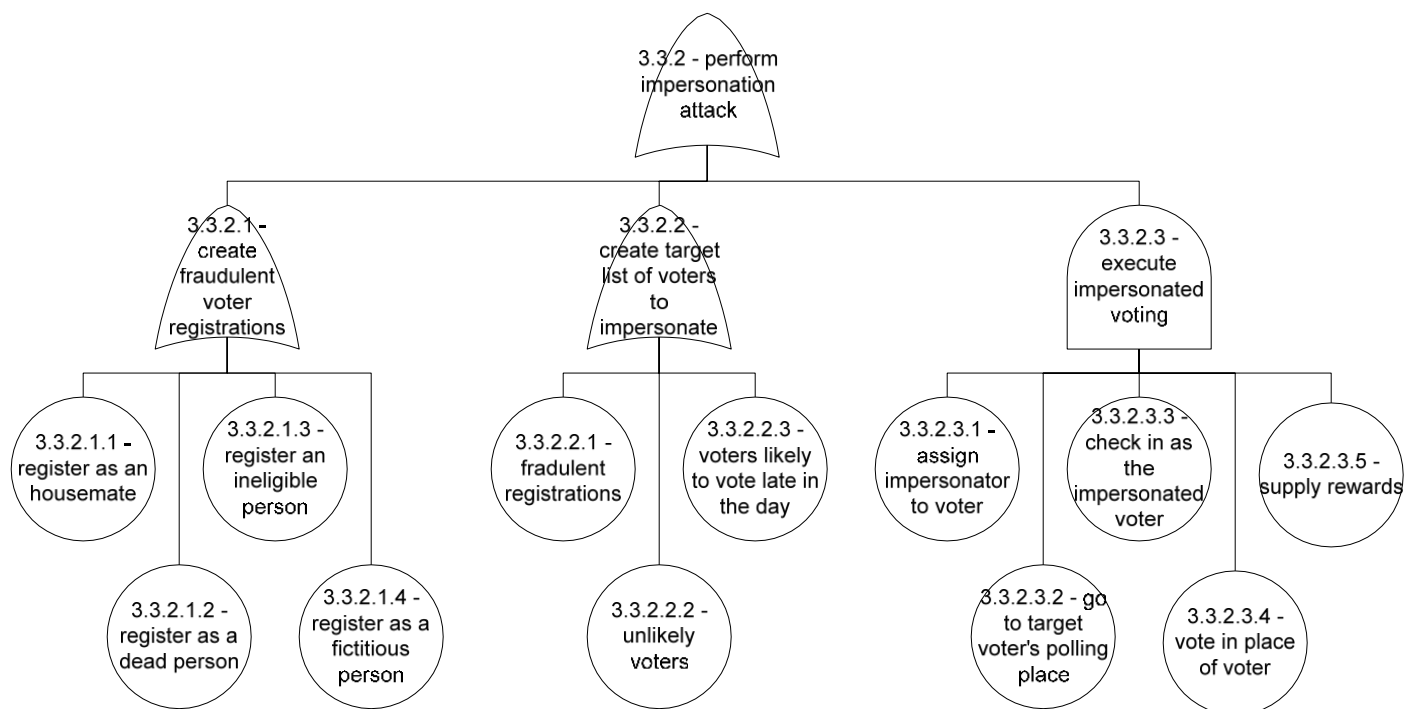 3.3.2 - perform
impersonation
attack
3.3.2.1 -
create
fraudulent
voter
registrations
3.3.2.2 -
create target
list of voters
to
impersonate
3.3.2.3 -
execute
impersonated
voting
3.3.2.1.1 -
register as an
housemate
3.3.2.1.3 -
register an
ineligible
person
3.3.2.2.1 -
fradulent
registrations
3.3.2.2.3 -
voters likely
to vote late in
the day
3.3.2.3.1 -
assign
impersonator
to voter
3.3.2.3.3 -
check in as
the
impersonated
voter
3.3.2.3.5 -
supply rewards
3.3.2.1.2 -
register as a
dead person
3.3.2.1.4 -
register as a
fictitious
person
3.3.2.2.2 -
unlikely
voters
3.3.2.3.2 - go
to target
voter's polling
place
3.3.2.3.4 -
vote in place
of voter